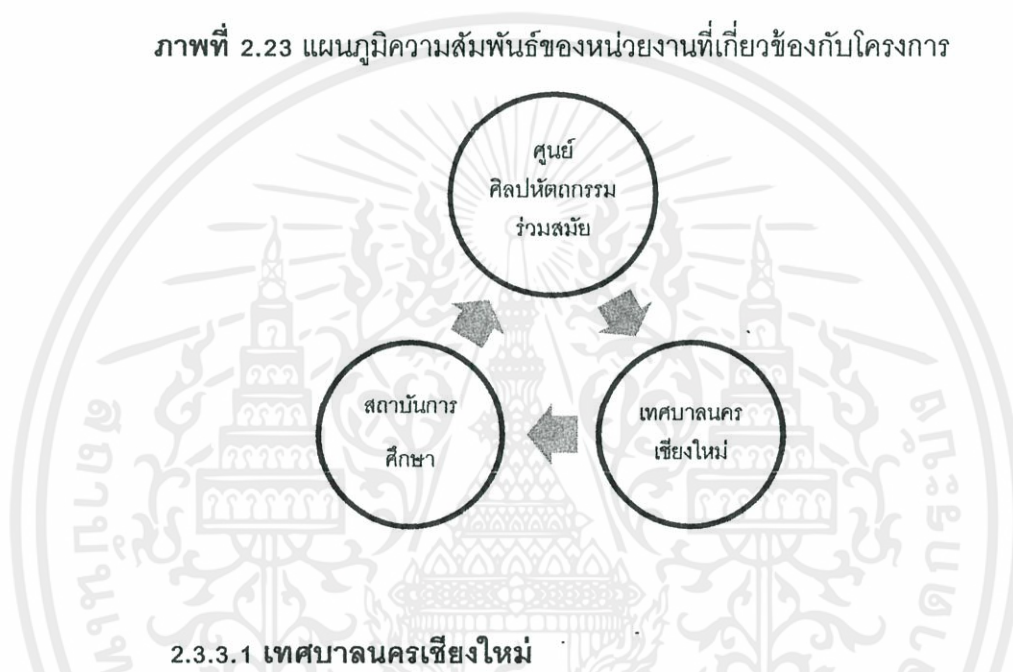 ภาพที่ 2.23 แผนภูมิความสัมพันธ์ของหน่วยงานที่เกี่ยวข้องกับโครงการ
ศูนย์
ศิลปหัตถกรรม
ร่วมสมัย
สถาบันการ
ศึกษา
เทศบาลนคร
เชียงใหม่
2.3.3.1 เทศบาลนครเชียงใหม่